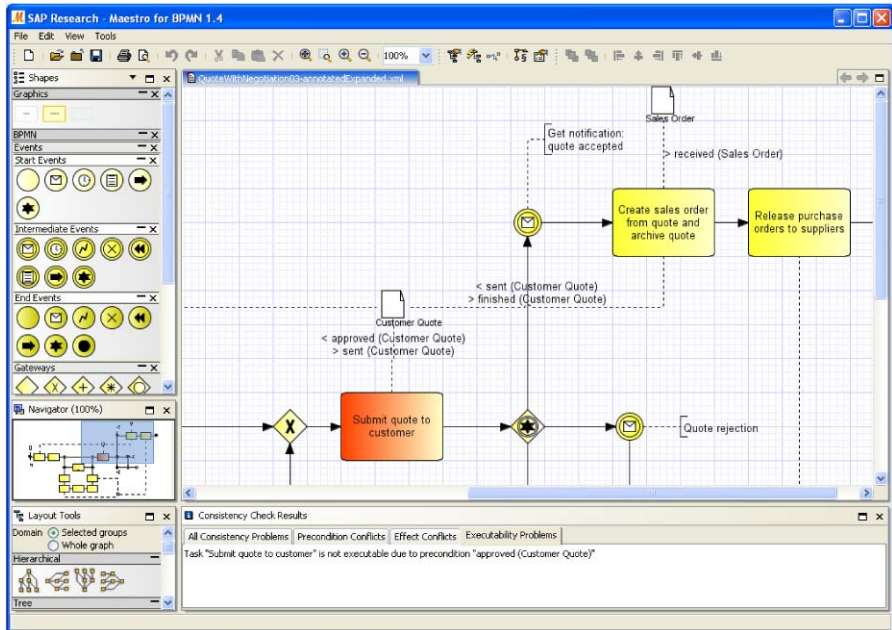 SAP Research - Maestro for BPMN 1.4
File Edit View Tools
100%
Shapes
Graphics
BPMN
Events
Start Events
Intermediate Events
End Events
Gateways
Navigator (100%)
Layout Tools
Domain Selected groups
Whole graph
Hierarchical
Tree
QuoteWithNegotiation03-annotatedExpanded.xml
Sales Order
Get notification:
quote accepted
> received (Sales Order)
Create sales order
from quote and
archive quote
Release purchase
orders to suppliers
< sent (Customer Quote)
> finished (Customer Quote)
Customer Quote
< approved (Customer Quote)
> sent (Customer Quote)
X
Submit quote to
customer
Quote rejection
Consistency Check Results
All Consistency Problems Precondition Conflicts Effect Conflicts Executability Problems
Task "Submit quote to customer" is not executable due to precondition "approved (Customer Quote)"